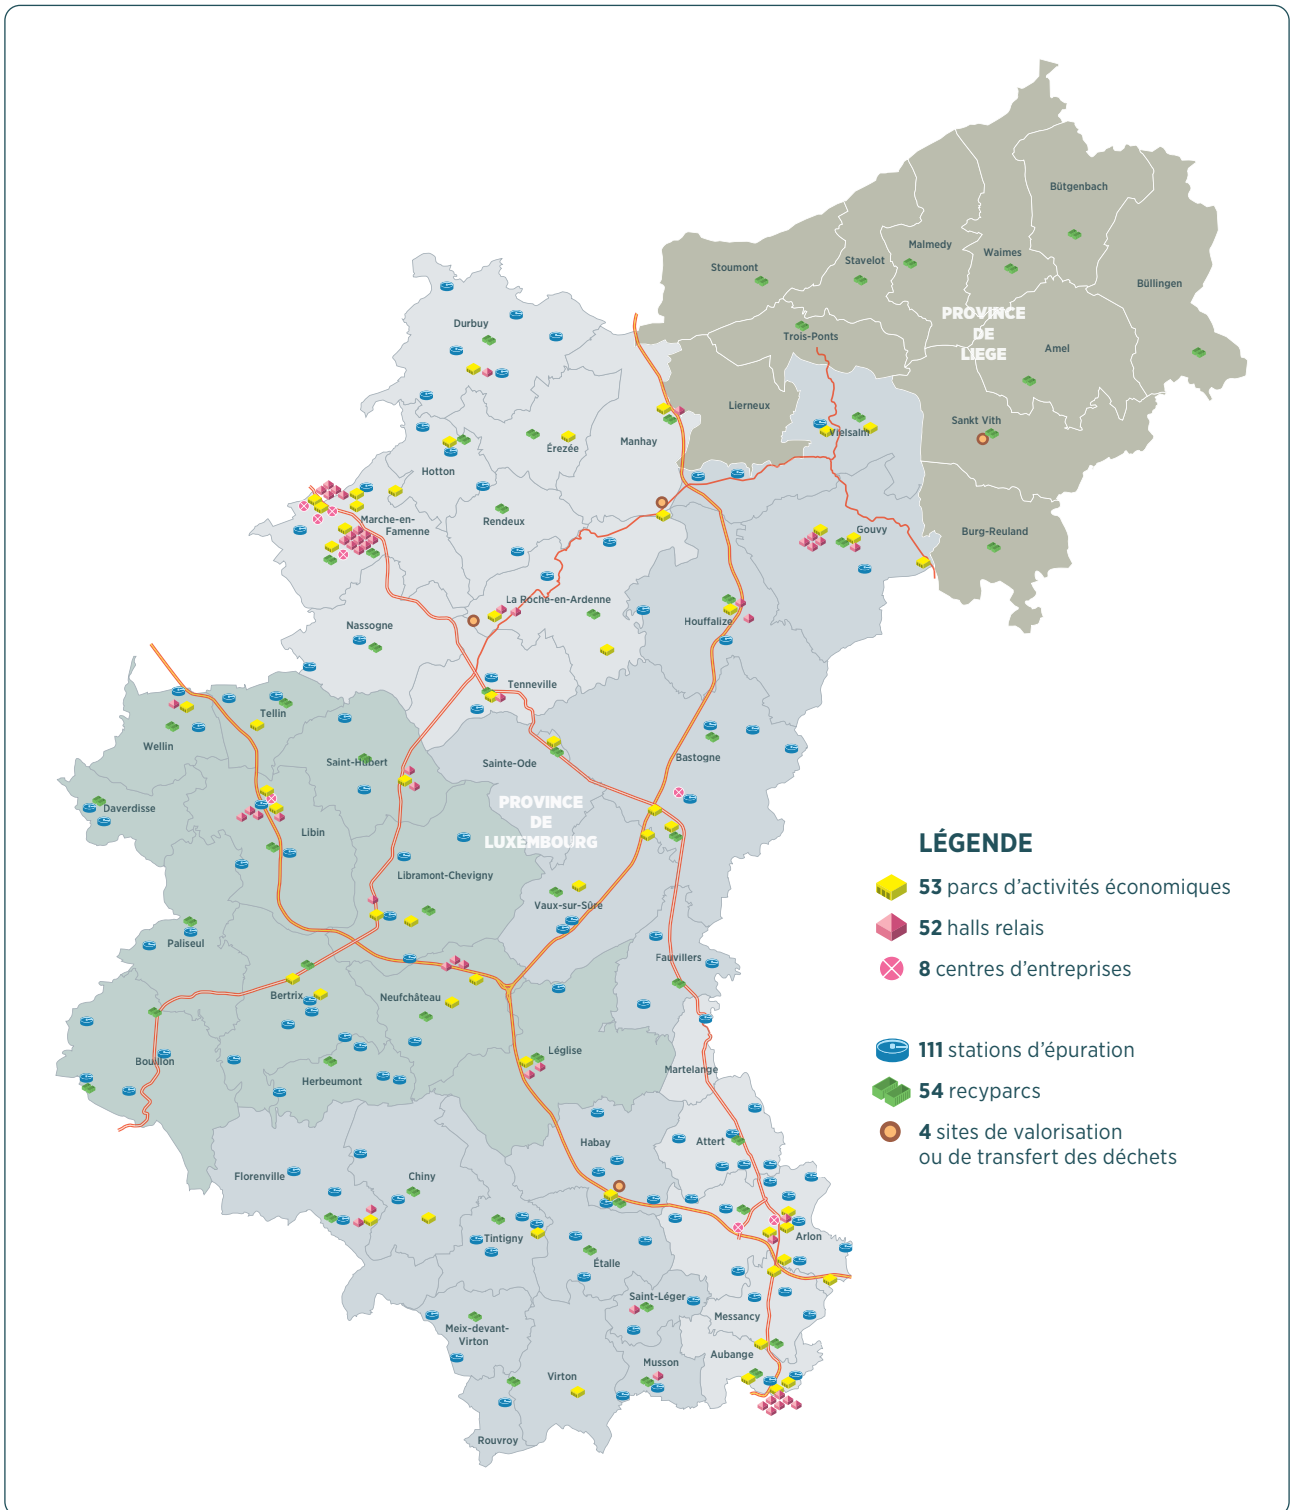 Bütgenbach
Malmedy
Waimes
Stavelot
Stoumont
Büllingen
PROVINCE
DE
LIEGE
Durbuy
Trois-Ponts
Amel
Lierneux
Sankt Vith
Vielsalm
Manhay
Érezée
Hotton
Rendeux
Marche-en-
Famenne
Gouvy
Burg-Reuland
La Roche-en-Ardenne
Houffalize
Nassogne
Tenneville
Tellin
Wellin
Saint-Hubert
Sainte-Ode
Bastogne
Daverdisse
PROVINCE
DE
LUXEMBOURG
Libin
Libramont-Chevigny
Vaux-sur-Sûre
Paliseul
Fauvillers
Bertrix
Neufchâteau
Bouillon
Léglise
Herbeumont
Martelange
Habay
Attert
Florenville
Chiny
Tintigny
Arlon
Étalle
Saint-Léger
Messancy
Meix-devant-
Virton
Aubange
Musson
Virton
Rouvroy
LÉGENDE
53 parcs d'activités économiques
52 halls relais
8 centres d'entreprises
111 stations d'épuration
54 recyparcs
4 sites de valorisation
ou de transfert des déchets